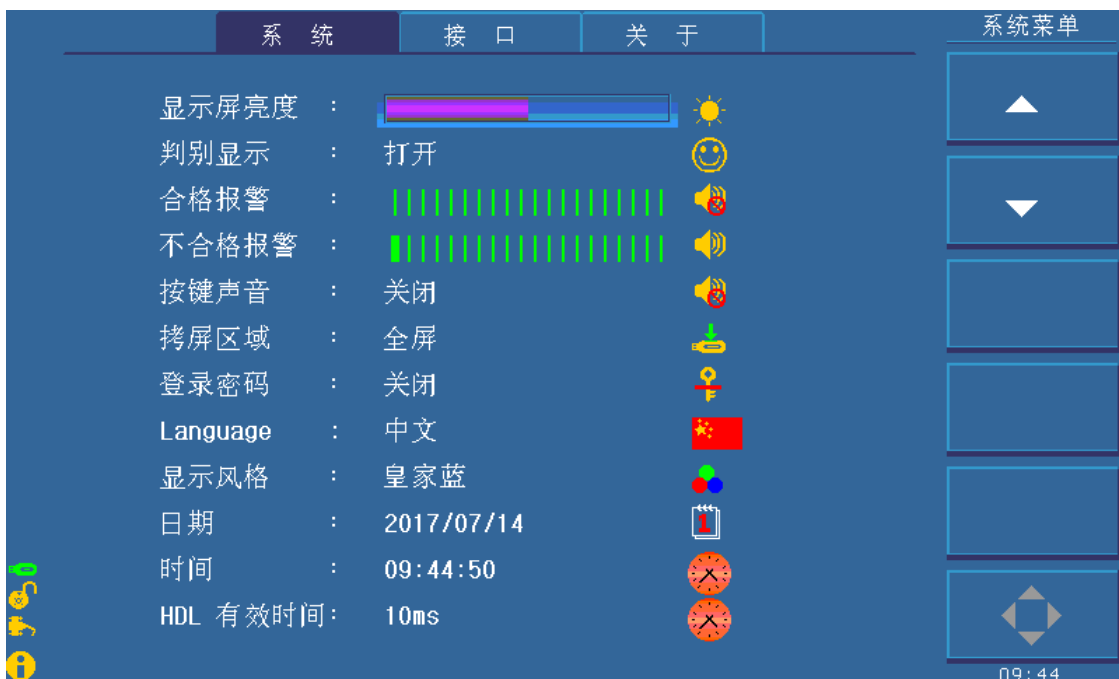 系 统 接 口 关 于 系统菜单
显示屏亮度 :
判别显示 : 打开
合格报警 :
不合格报警 :
按键声音 : 关闭
拷屏区域 : 全屏
登录密码 : 关闭
Language : 中文
显示风格 : 皇家蓝
日期 : 2017/07/14
时间 : 09:44:50
HDL 有效时间: 10ms
09:44